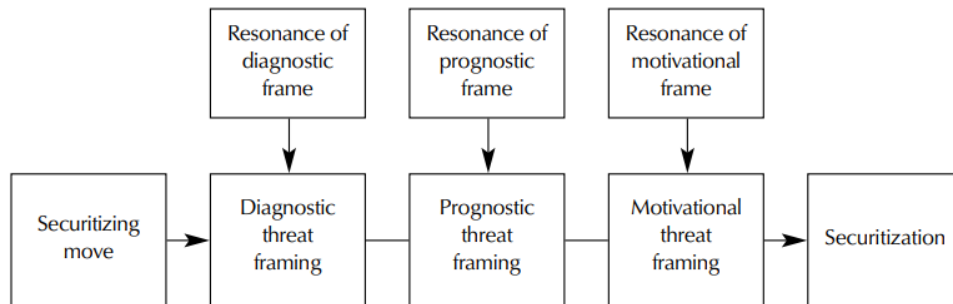 Resonance of
diagnostic
frame
Resonance of
prognostic
frame
Resonance of
motivational
frame
Securitizing
move
Diagnostic
threat
framing
Prognostic
threat
framing
Motivational
threat
framing
Securitization